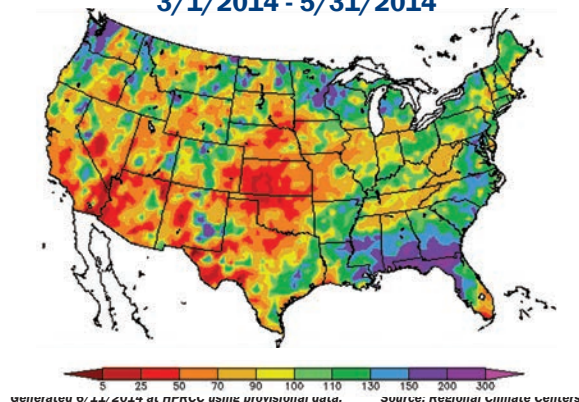 3/1/2014 - 5/31/2014
5 25 50 70 90 100 110 130 150 200 300
Generated 6/11/2014 at HPRCC using provisional data. Source: Regional Climate Centers